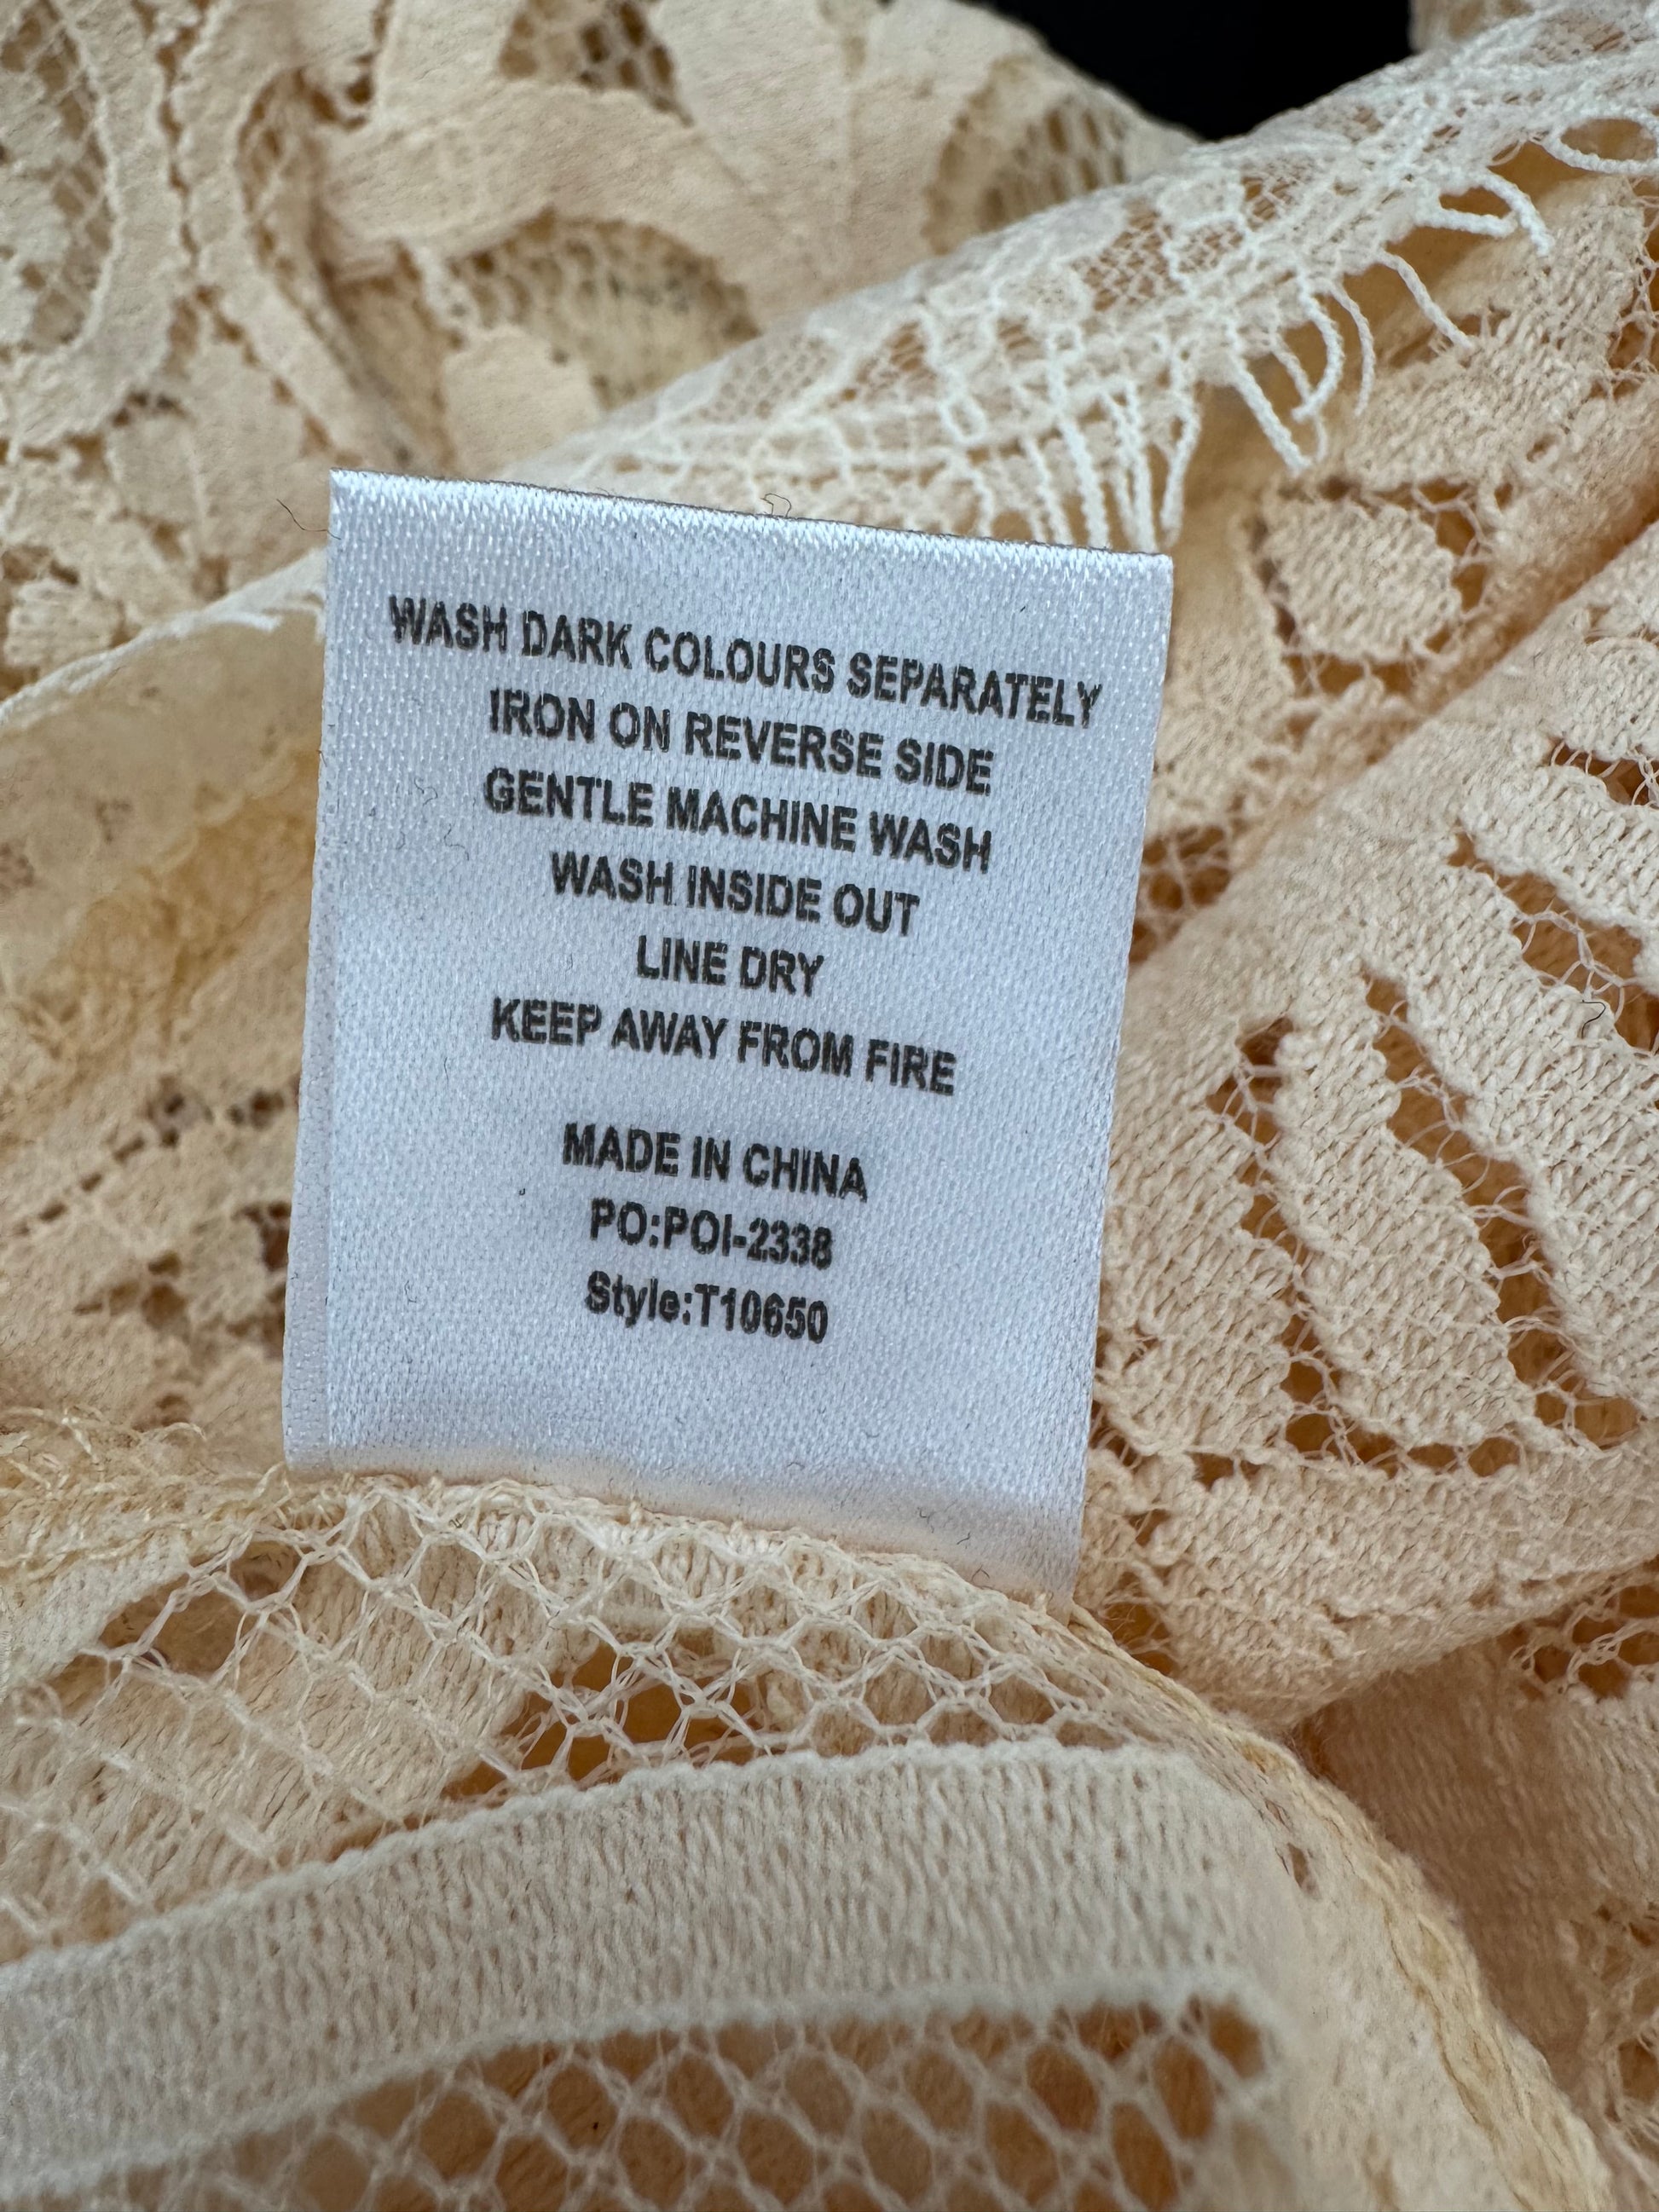 WASH DARK COLOURS SEPARATELY
IRON ON REVERSE SIDE
GENTLE MACHINE WASH
WASH INSIDE OUT
LINE DRY
KEEP AWAY FROM FIRE
MADE IN CHINA
PO:POI-2338
Style:T10650